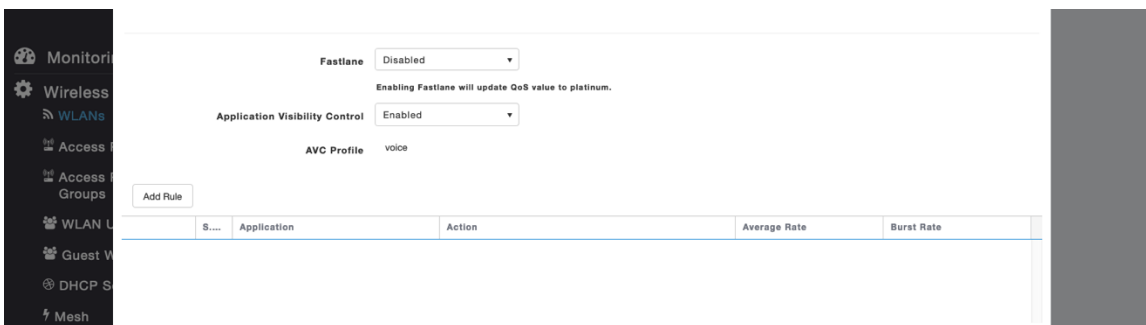 Monitori
Wireless
WLANs
Access
Access
Groups
WLAN U
Guest W
DHCP S
Mesh
Fastlane Disabled
Enabling Fastlane will update QoS value to platinum.
Application Visibility Control Enabled
AVC Profile voice
Add Rule
S.... Application Action Average Rate Burst Rate